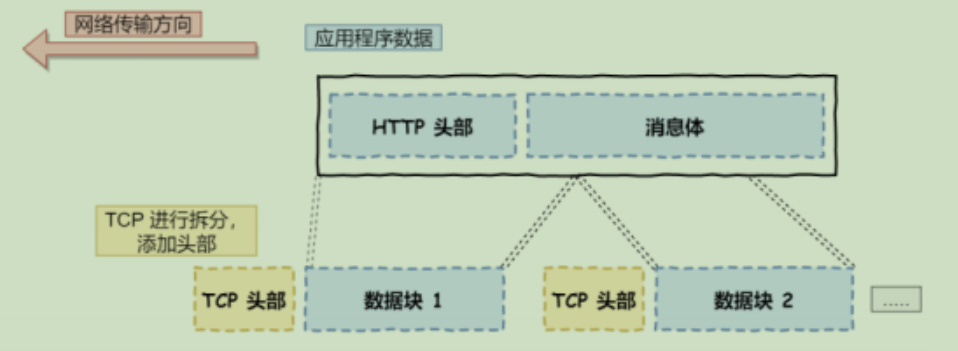 网络传输方向
应用程序数据
HTTP 头部
消息体
TCP 进行拆分，
添加头部
TCP 头部
数据块 1
TCP 头部
数据块 2
.....